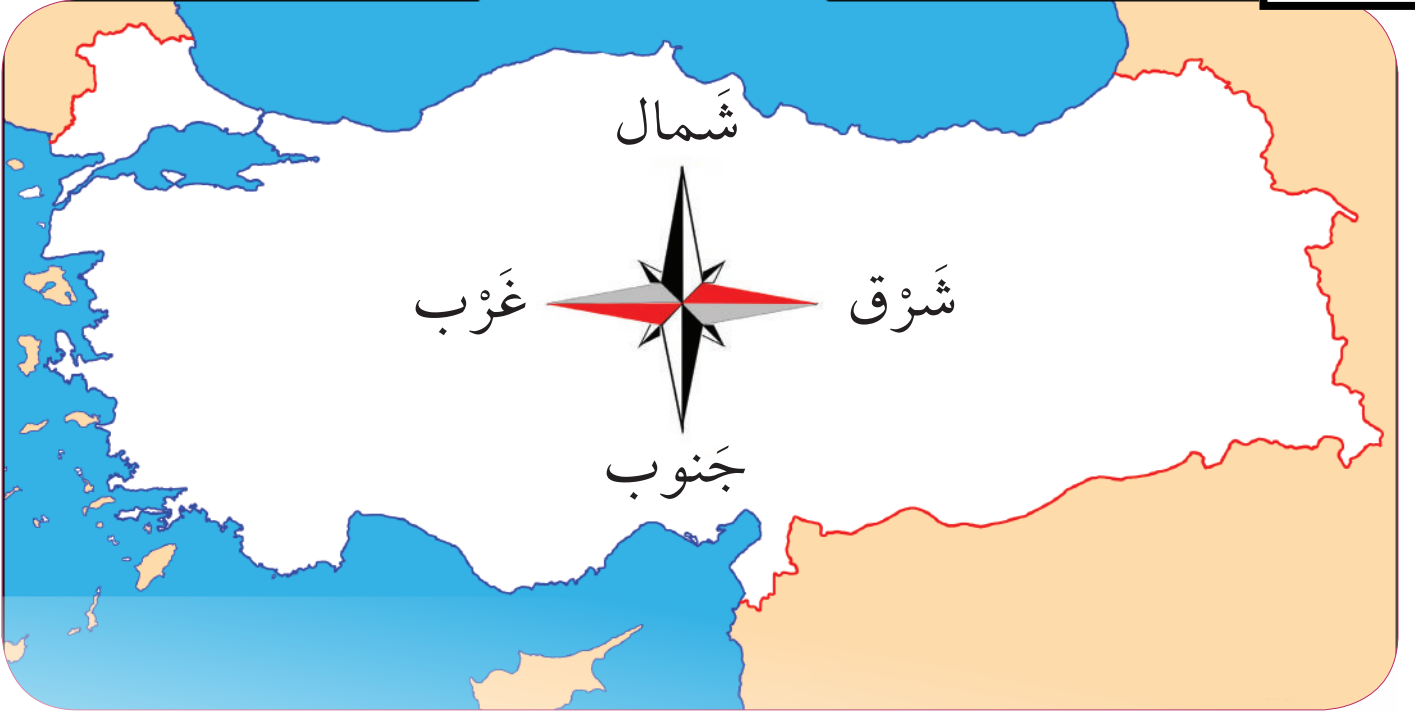 شَمال
شَرْق
غَرْب
جَنوب